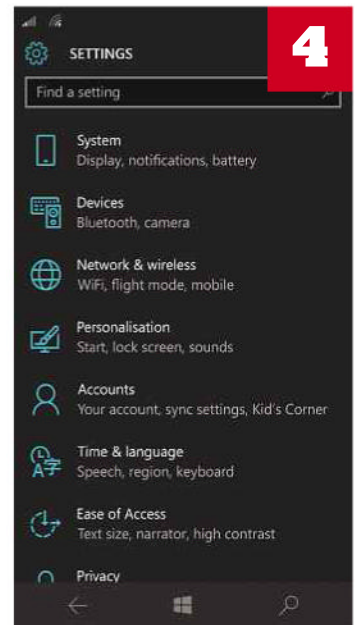 4
SETTINGS
Find a setting
System
Display, notifications, battery
Devices
Bluetooth, camera
Network & wireless
WiFi, flight mode, mobile
Personalisation
Start, lock screen, sounds
Accounts
Your account, sync settings, Kid's Corner
Time & language
Speech, region, keyboard
Ease of Access
Text size, narrator, high contrast
Privacy